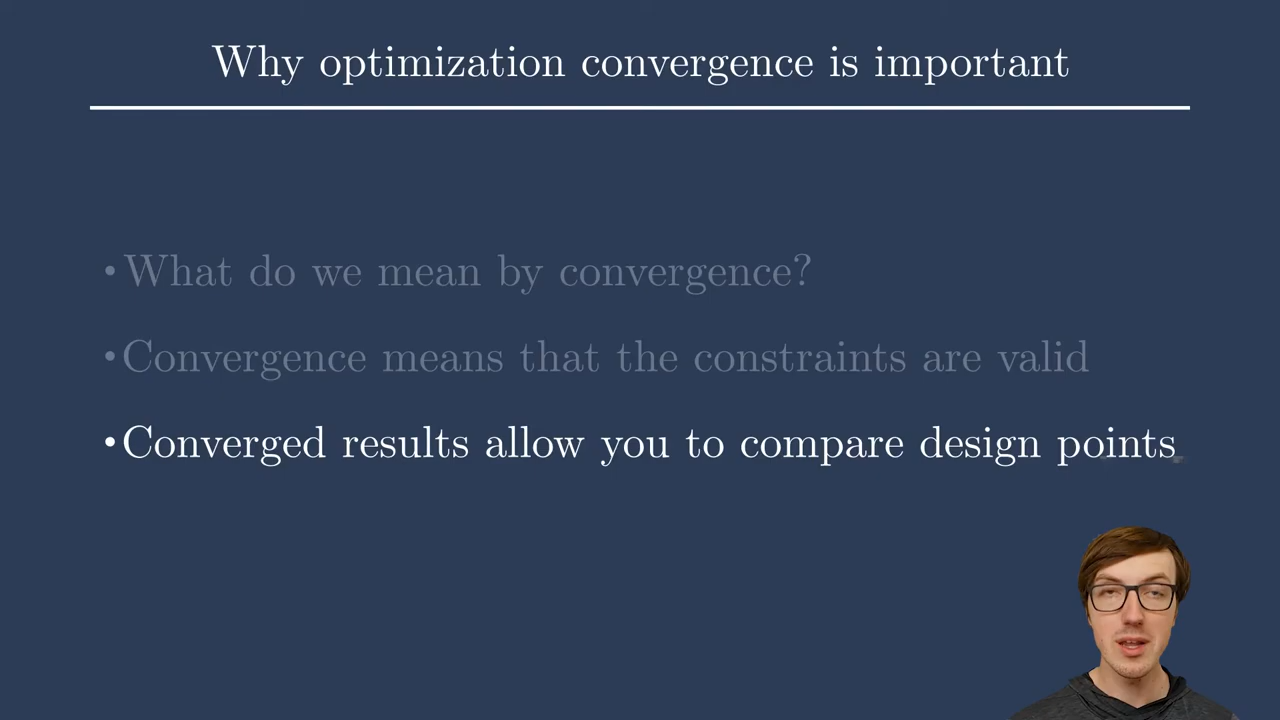 Why optimization convergence is important
• What do we mean by convergence?
• Convergence means that the constraints are valid
• Converged results allow you to compare design points